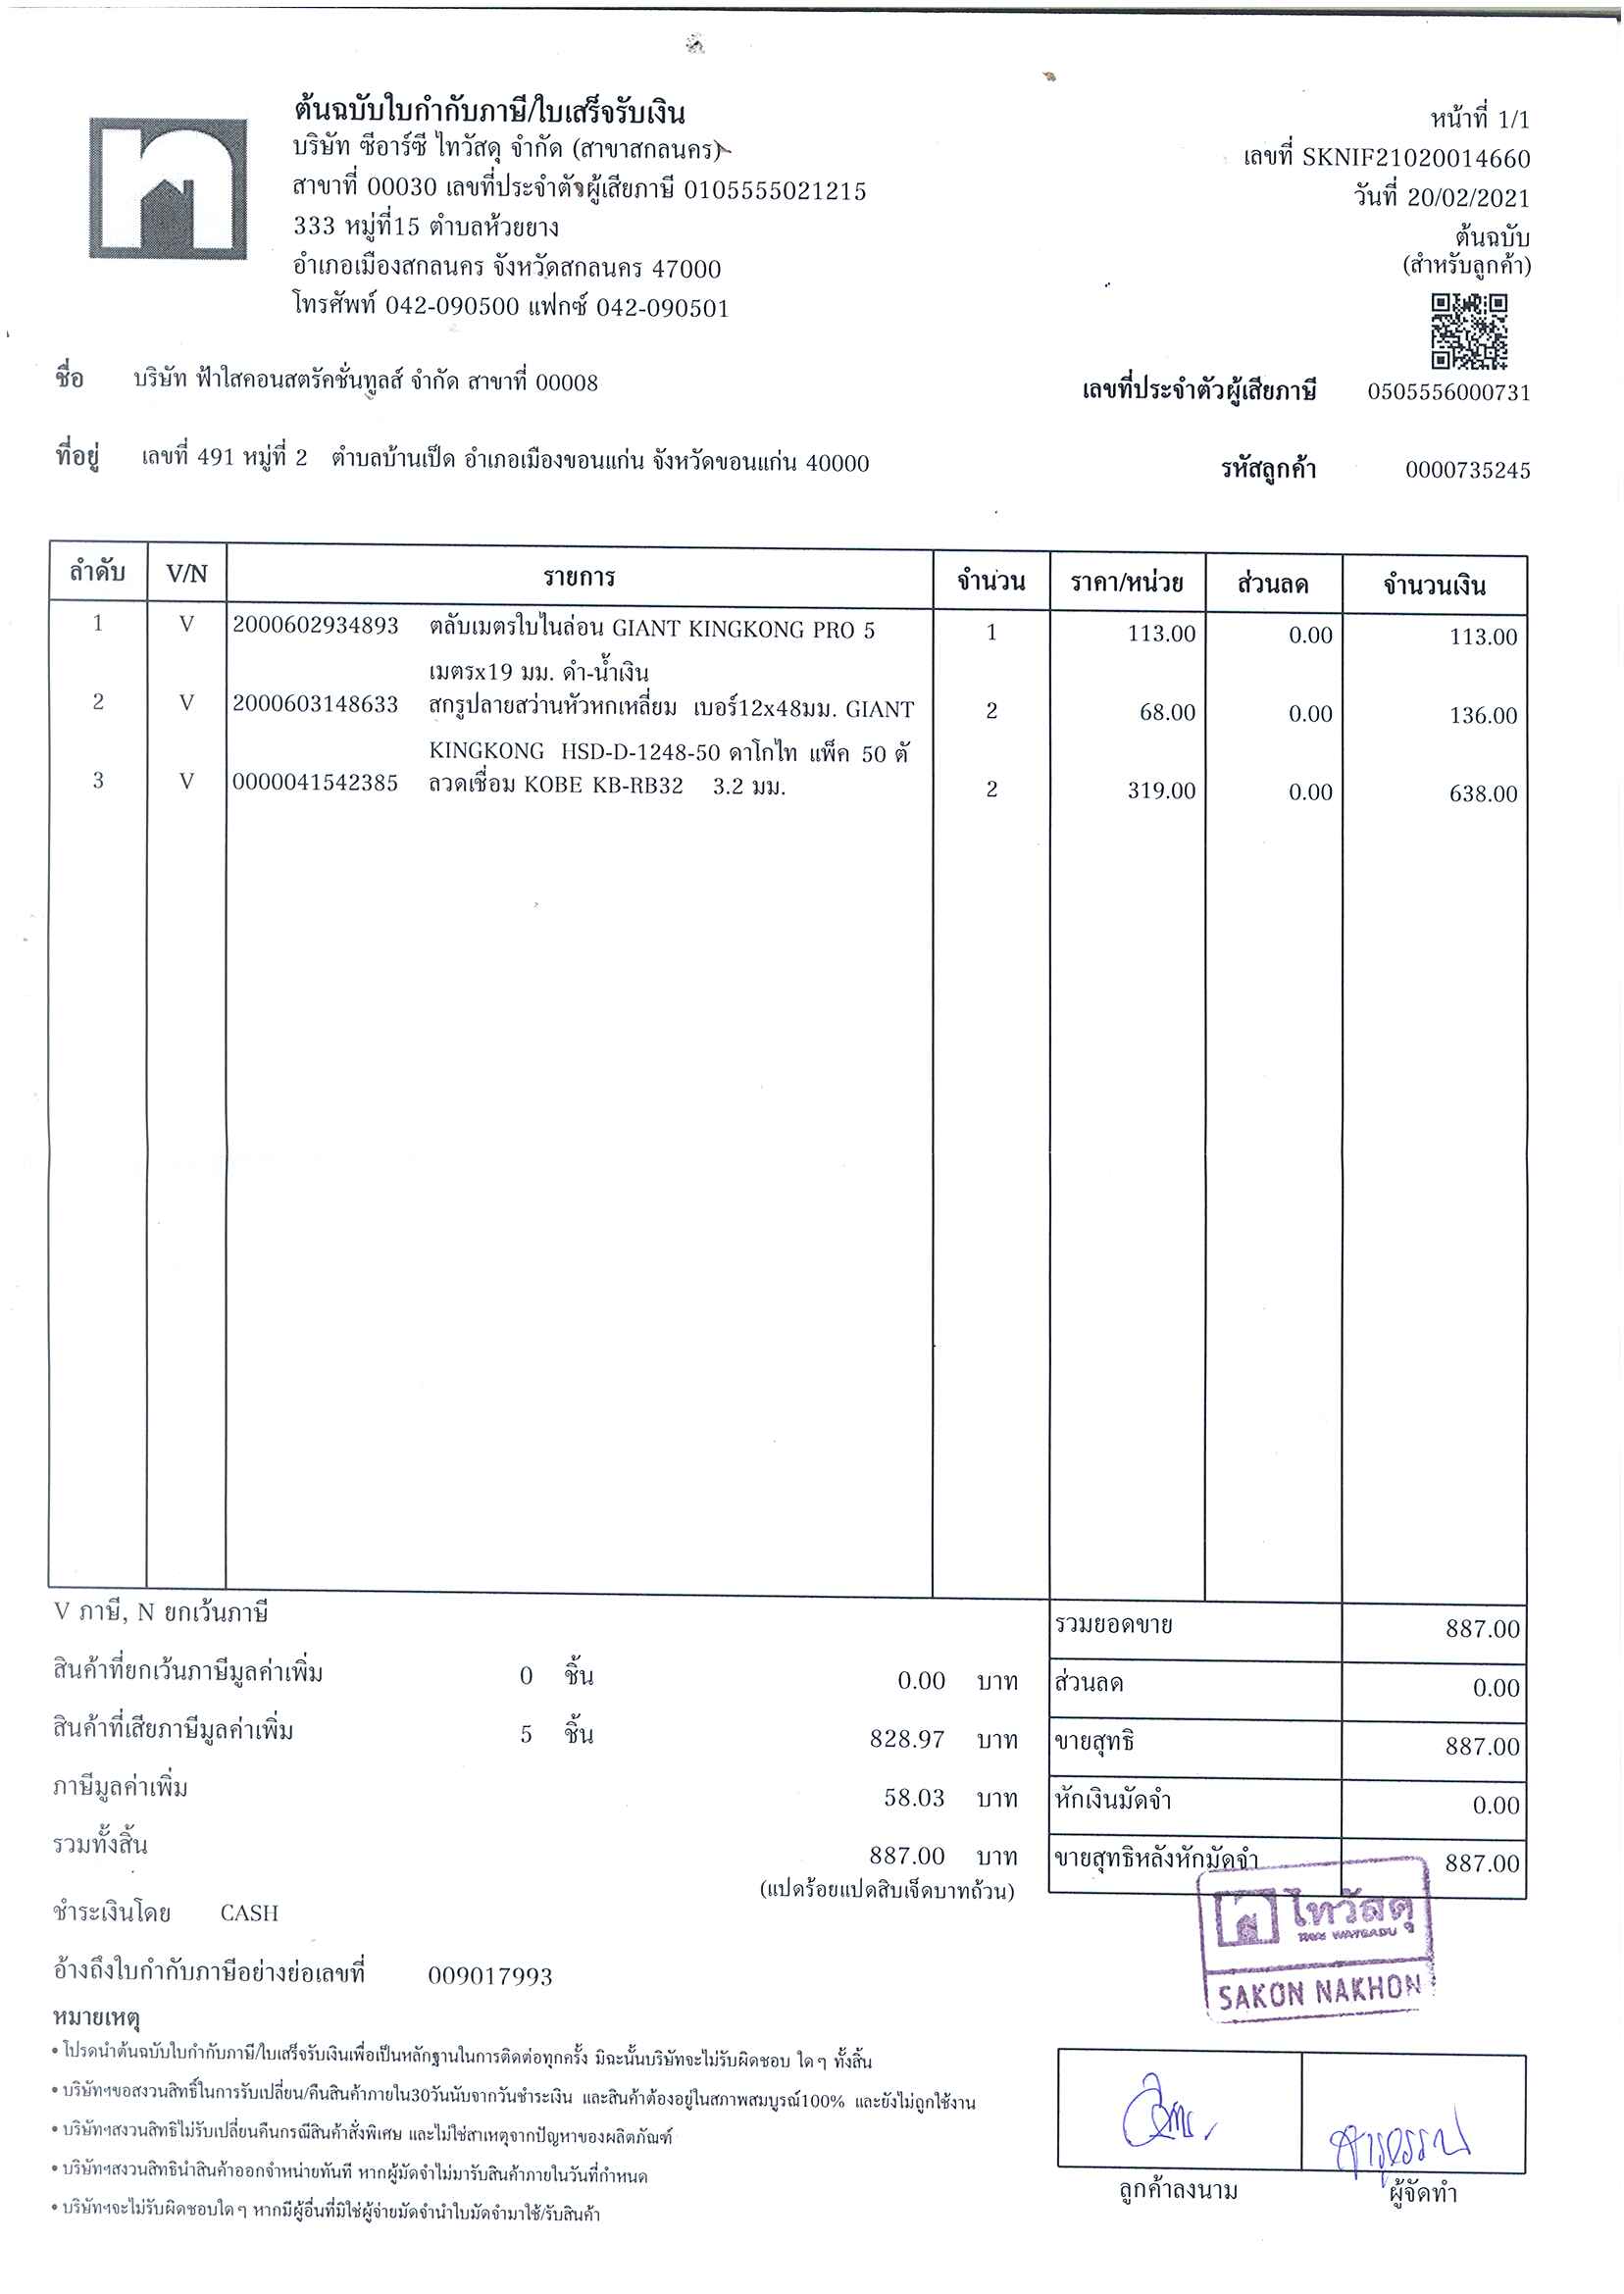 ต้นฉบับใบกำกับภาษี/ใบเสร็จรับเงิน
บริษัท ซีอาร์ซี ไทวัสดุ จำกัด (สาขาสกลนคร)
สาขาที่ 00030 เลขที่ประจำตัวผู้เสียภาษี 0105555021215
333 หมู่ที่15 ตำบลห้วยยาง
อำเภอเมืองสกลนคร จังหวัดสกลนคร 47000
โทรศัพท์ 042-090500 แฟกซ์ 042-090501
หน้าที่ 1/1
เลขที่ SKNIF21020014660
วันที่ 20/02/2021
ต้นฉบับ
(สำหรับลูกค้า)
ชื่อ บริษัท ฟ้าใสคอนสตรัคชั่นทูลส์ จำกัด สาขาที่ 00008
เลขที่ประจำตัวผู้เสียภาษี 0505556000731
ที่อยู่ เลขที่ 491 หมู่ที่ 2 ตำบลบ้านเป็ด อำเภอเมืองขอนแก่น จังหวัดขอนแก่น 40000
รหัสลูกค้า 0000735245
ลำดับ V/N รายการ จำนวน ราคา/หน่วย ส่วนลด จำนวนเงิน
1 V 2000602934893 ตลับเมตรใบไนล่อน GIANT KINGKONG PRO 5 1 113.00 0.00 113.00
เมตรx19 มม. ดำ-น้ำเงิน
2 V 2000603148633 สกรูปลายสว่านหัวหกเหลี่ยม เบอร์12x48มม. GIANT 2 68.00 0.00 136.00
KINGKONG HSD-D-1248-50 ดาโกไท แพ็ค 50 ตั
3 V 0000041542385 ลวดเชื่อม KOBE KB-RB32 3.2 มม. 2 319.00 0.00 638.00
V ภาษี, N ยกเว้นภาษี
รวมยอดขาย 887.00
สินค้าที่ยกเว้นภาษีมูลค่าเพิ่ม 0 ชิ้น 0.00 บาท
ส่วนลด 0.00
สินค้าที่เสียภาษีมูลค่าเพิ่ม 5 ชิ้น 828.97 บาท
ขายสุทธิ 887.00
ภาษีมูลค่าเพิ่ม 58.03 บาท
หักเงินมัดจำ 0.00
รวมทั้งสิ้น 887.00 บาท
ขายสุทธิหลังหักมัดจำ 887.00
(แปดร้อยแปดสิบเจ็ดบาทถ้วน)
ชำระเงินโดย CASH
ไทวัสดุ
THAI WATSADU
SAKON NAKHON
อ้างถึงใบกำกับภาษีอย่างย่อเลขที่ 009017993
หมายเหตุ
• โปรดนำต้นฉบับใบกำกับภาษี/ใบเสร็จรับเงินเพื่อเป็นหลักฐานในการติดต่อทุกครั้ง มิฉะนั้นบริษัทจะไม่รับผิดชอบ ใดๆ ทั้งสิ้น
• บริษัทฯขอสงวนสิทธิ์ในการรับเปลี่ยน/คืนสินค้าภายใน30วันนับจากวันชำระเงิน และสินค้าต้องอยู่ในสภาพสมบูรณ์100% และยังไม่ถูกใช้งาน
• บริษัทฯสงวนสิทธิไม่รับเปลี่ยนคืนกรณีสินค้าสั่งพิเศษ และไม่ใช่สาเหตุจากปัญหาของผลิตภัณฑ์
• บริษัทฯสงวนสิทธินำสินค้าออกจำหน่ายทันที หากผู้มัดจำไม่มารับสินค้าภายในวันที่กำหนด
• บริษัทฯจะไม่รับผิดชอบใดๆ หากมีผู้อื่นที่มิใช่ผู้จ่ายมัดจำนำใบมัดจำมาใช้/รับสินค้า
ลูกค้าลงนาม
ผู้จัดทำ